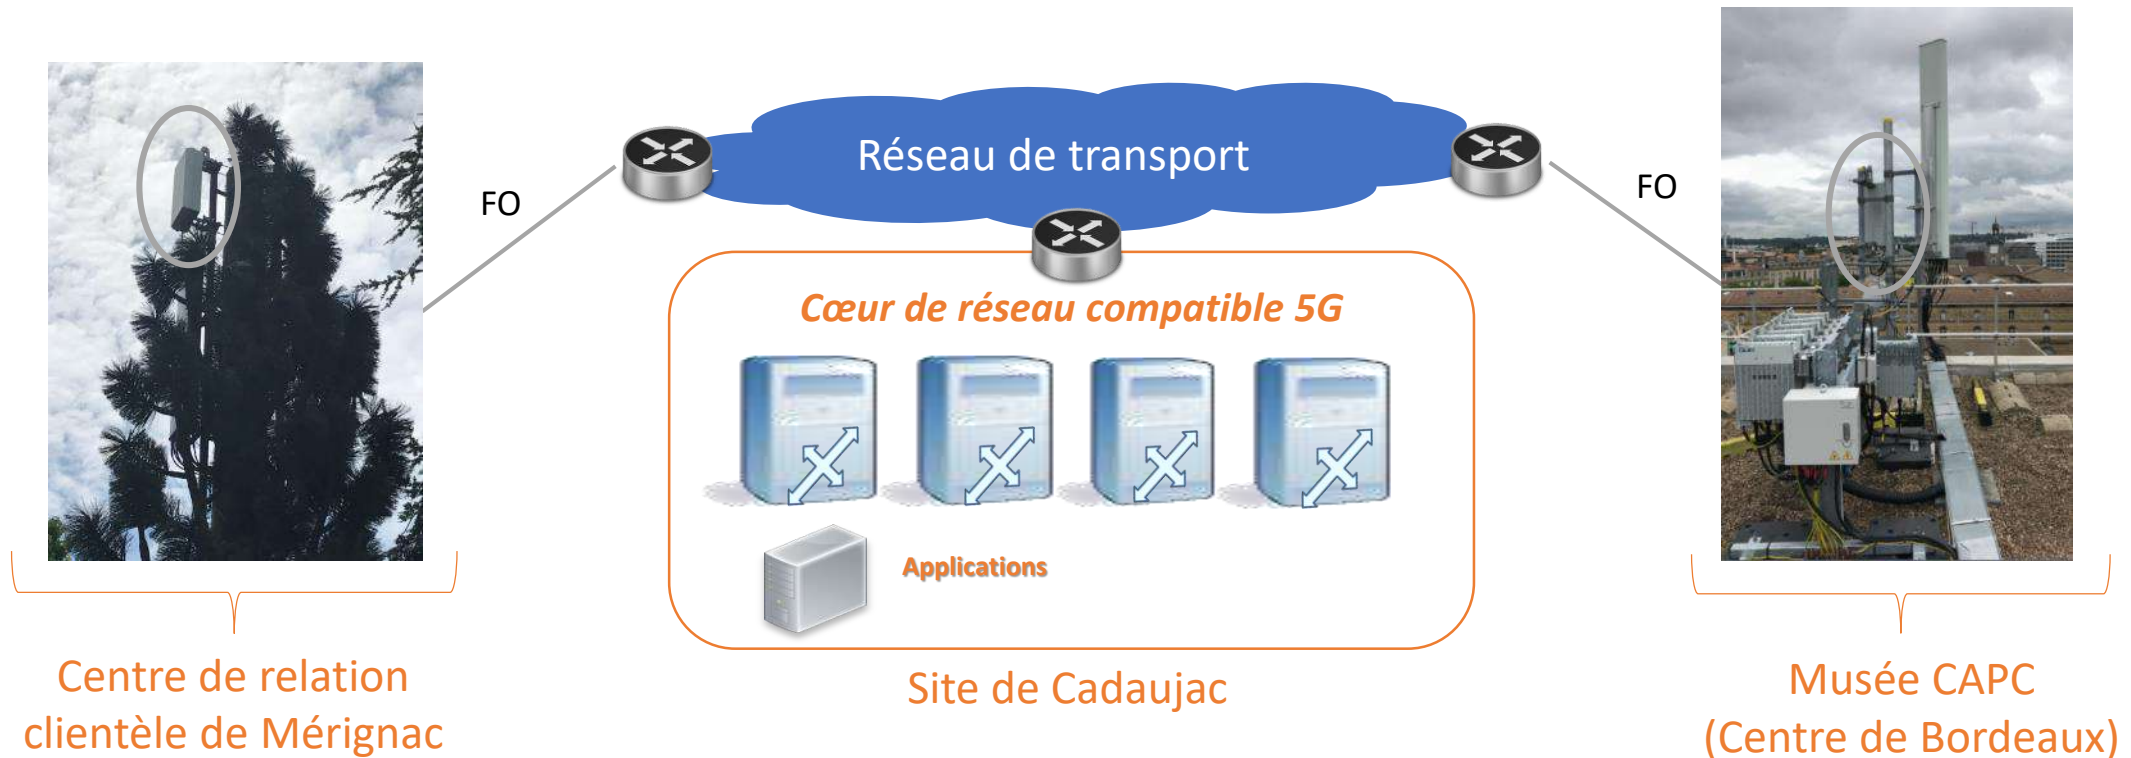 Réseau de transport
FO
FO
Cœur de réseau compatible 5G
Applications
Centre de relation
clientèle de Mérignac
Site de Cadaujac
Musée CAPC
(Centre de Bordeaux)